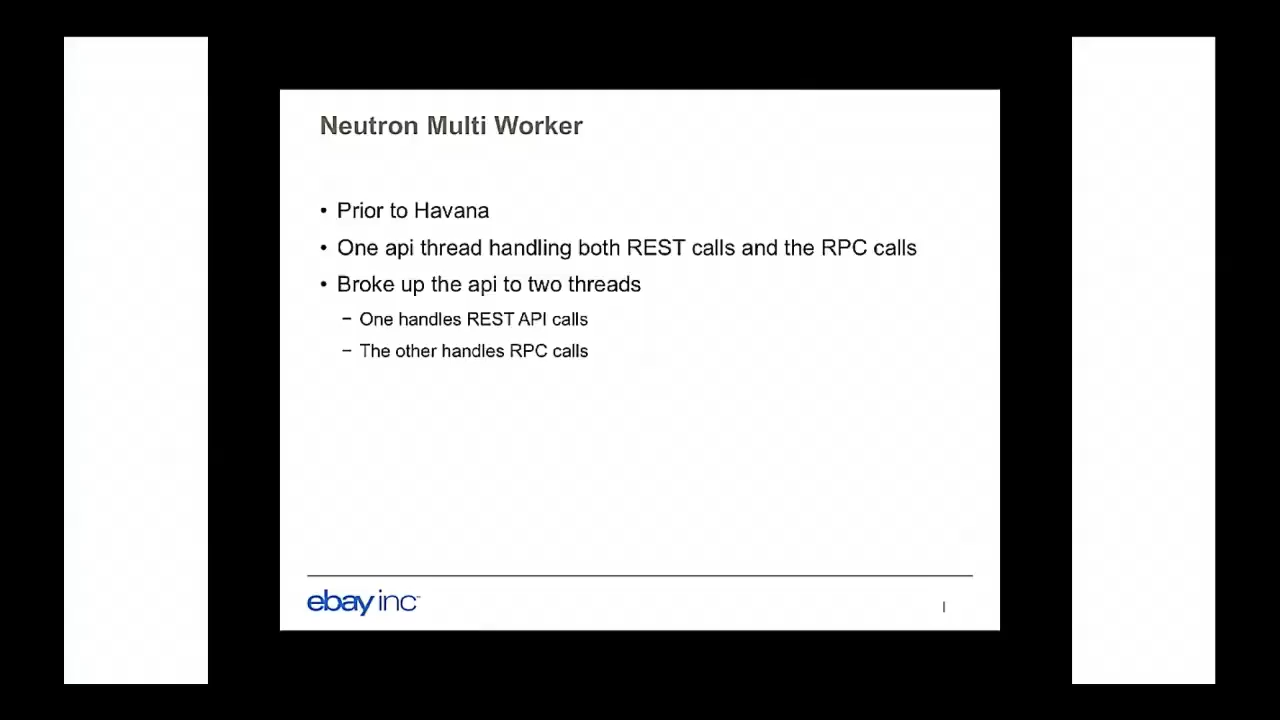 Neutron Multi Worker
• Prior to Havana
• One api thread handling both REST calls and the RPC calls
• Broke up the api to two threads
− One handles REST API calls
− The other handles RPC calls
ebay inc™